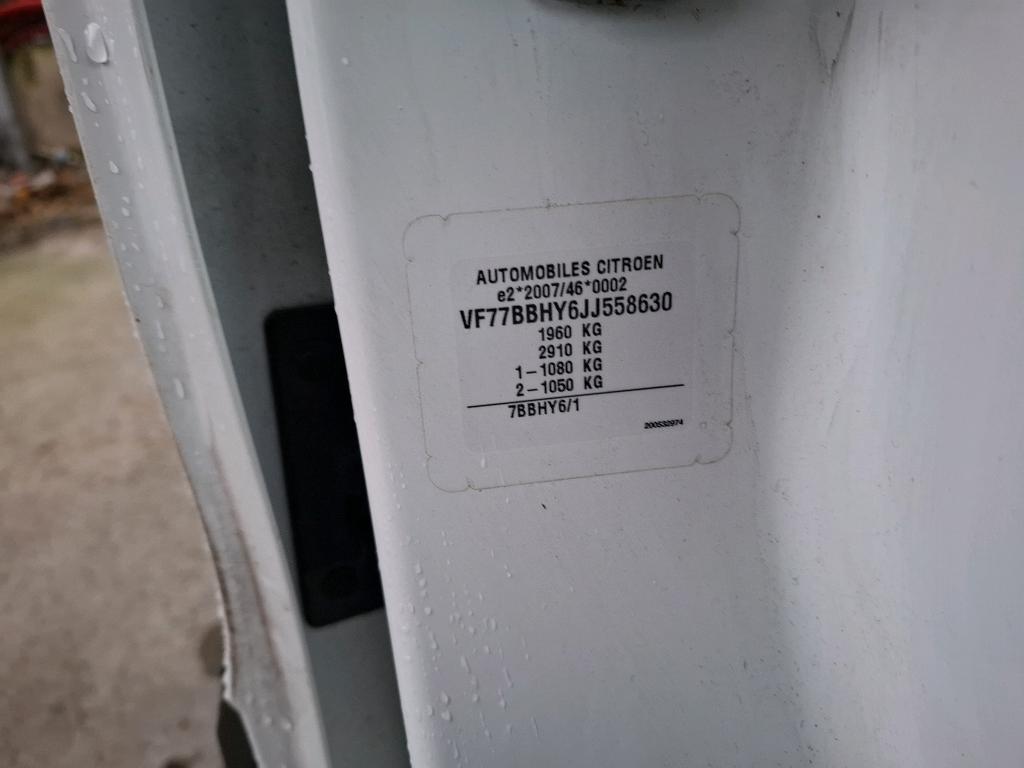 AUTOMOBILES CITROEN
e2*2007/46*0002
VF77BBHY6JJ558630
1960 KG
2910 KG
1-1080 KG
2-1050 KG
7BBHY6/1
200532974